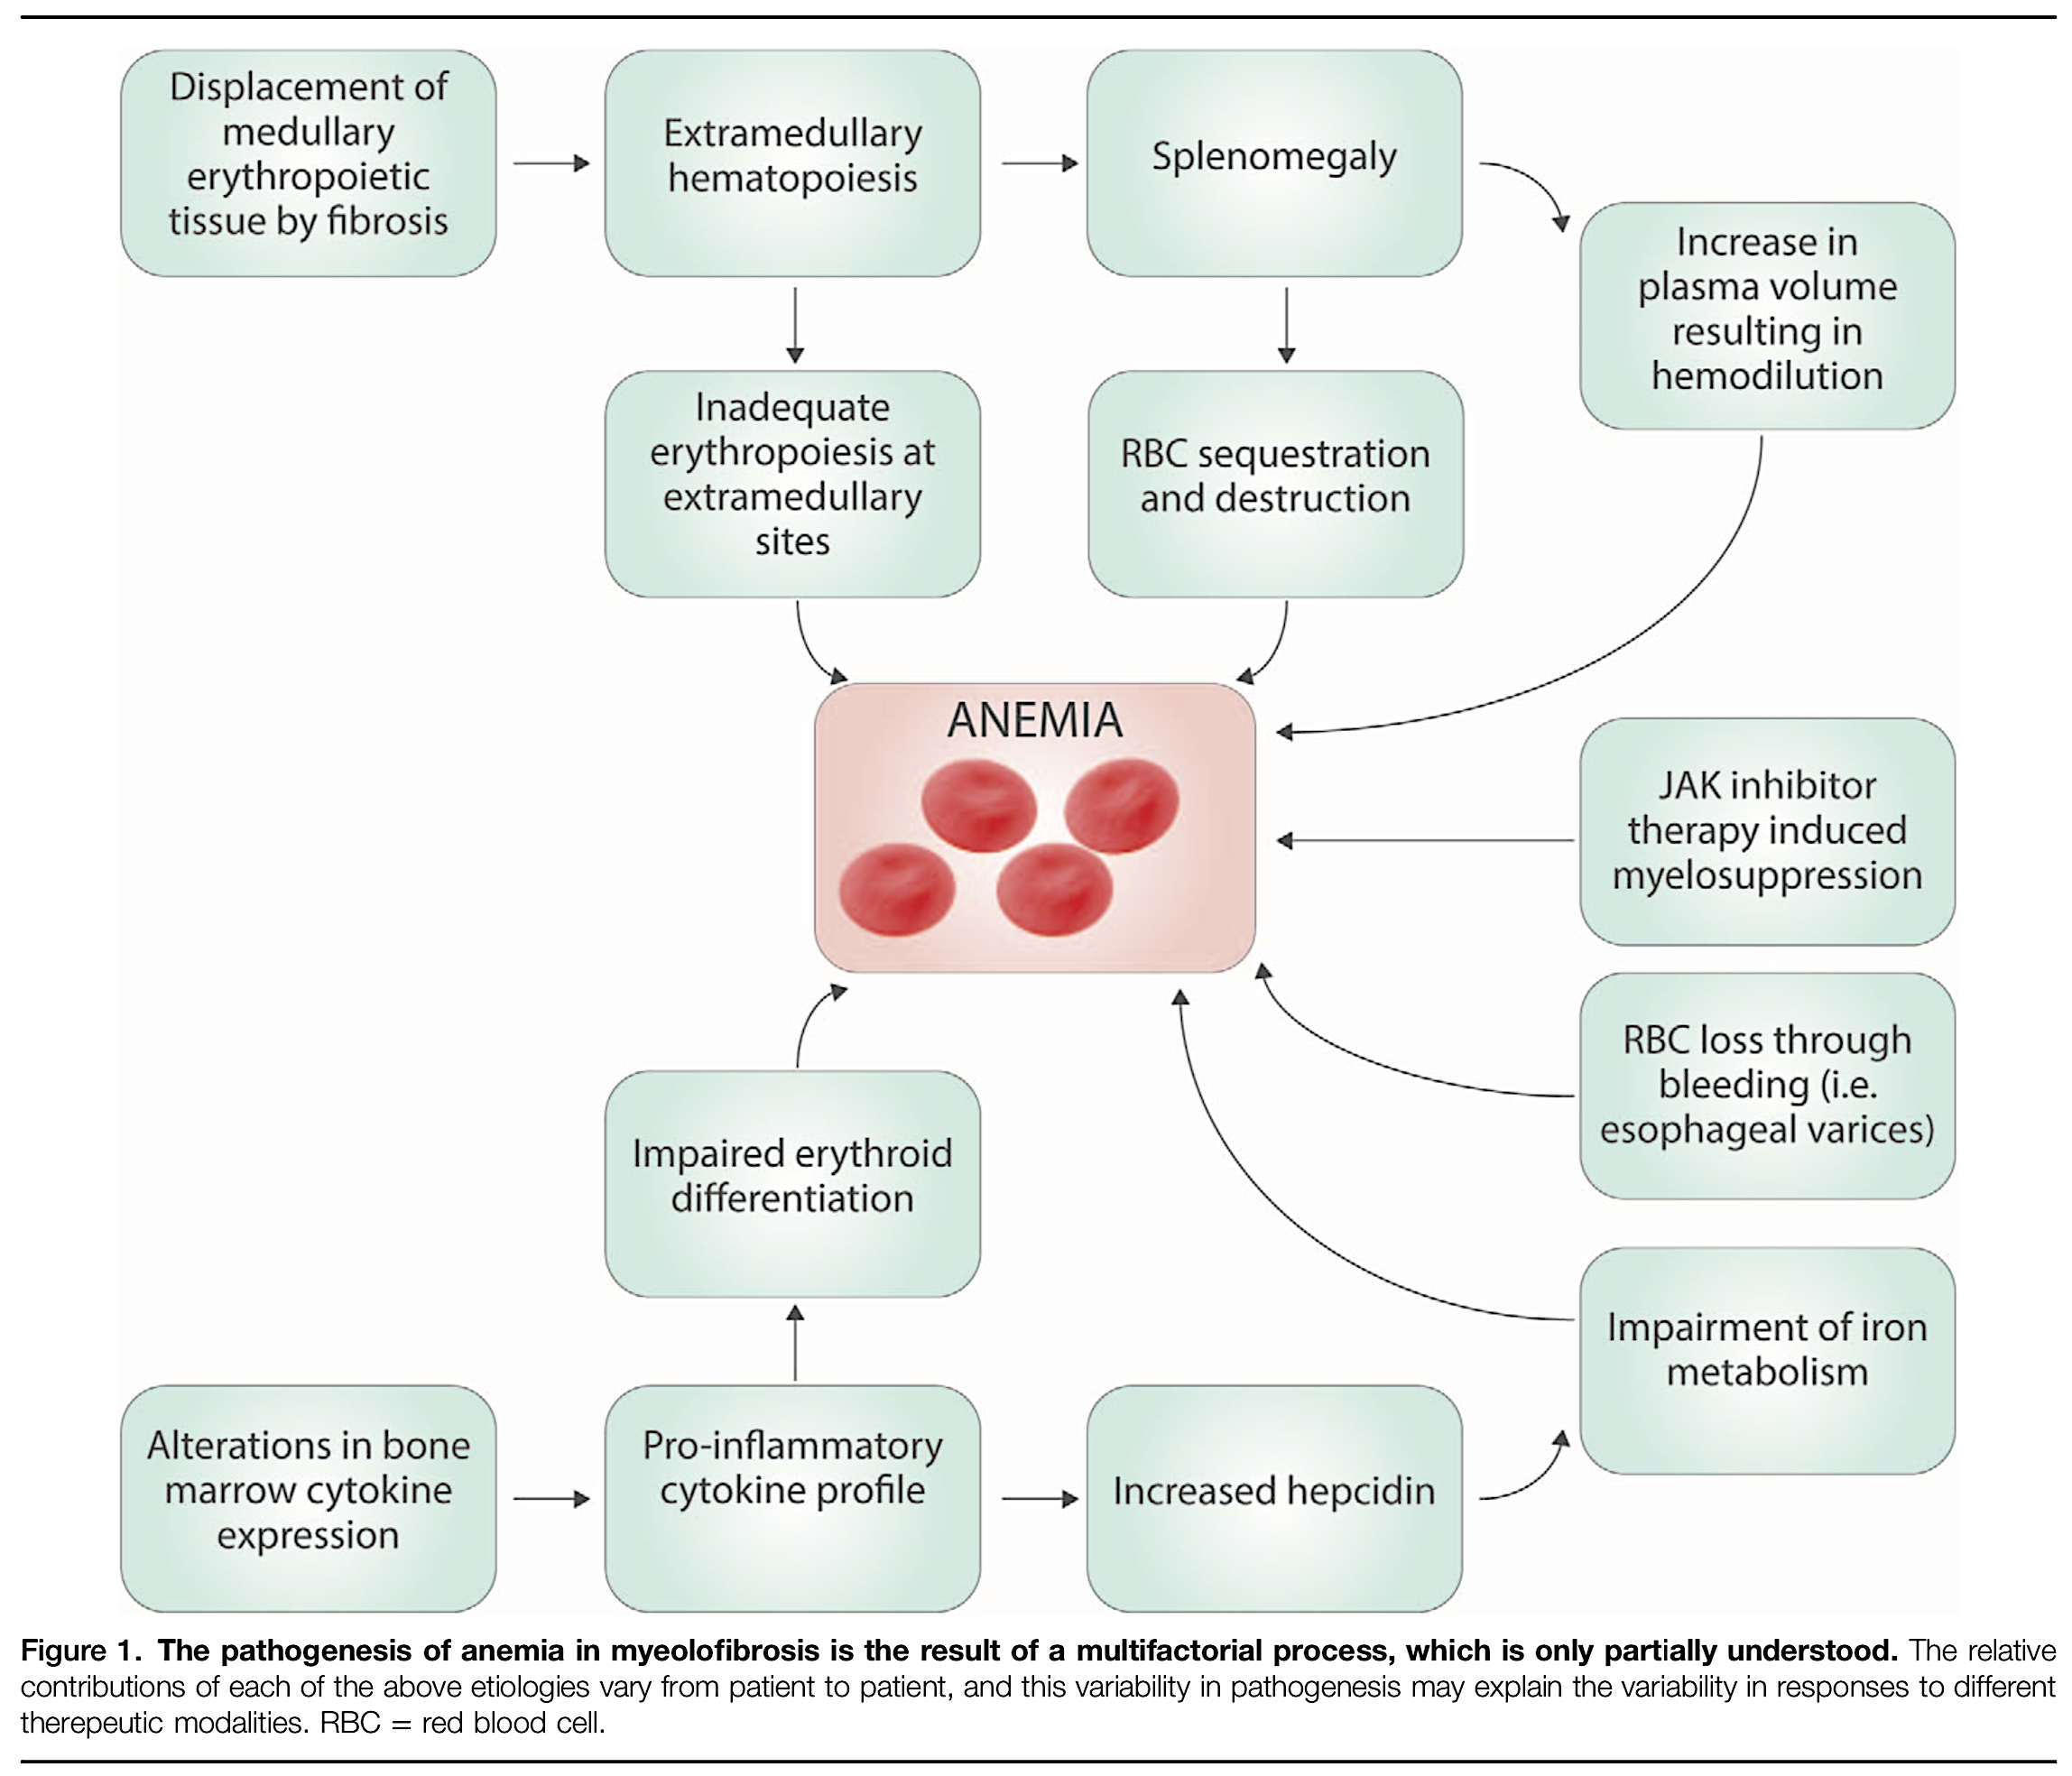 Displacement of
medullary
erythropoietic
tissue by fibrosis
Extramedullary
hematopoiesis
Splenomegaly
Increase in
plasma volume
resulting in
hemodilution
Inadequate
erythropoiesis at
extramedullary
sites
RBC sequestration
and destruction
ANEMIA
JAK inhibitor
therapy induced
myelosuppression
RBC loss through
bleeding (i.e.
esophageal varices)
Impaired erythroid
differentiation
Impairment of iron
metabolism
Alterations in bone
marrow cytokine
expression
Pro-inflammatory
cytokine profile
Increased hepcidin
Figure 1. The pathogenesis of anemia in myeolofibrosis is the result of a multifactorial process, which is only partially understood. The relative
contributions of each of the above etiologies vary from patient to patient, and this variability in pathogenesis may explain the variability in responses to different
therepeutic modalities. RBC = red blood cell.